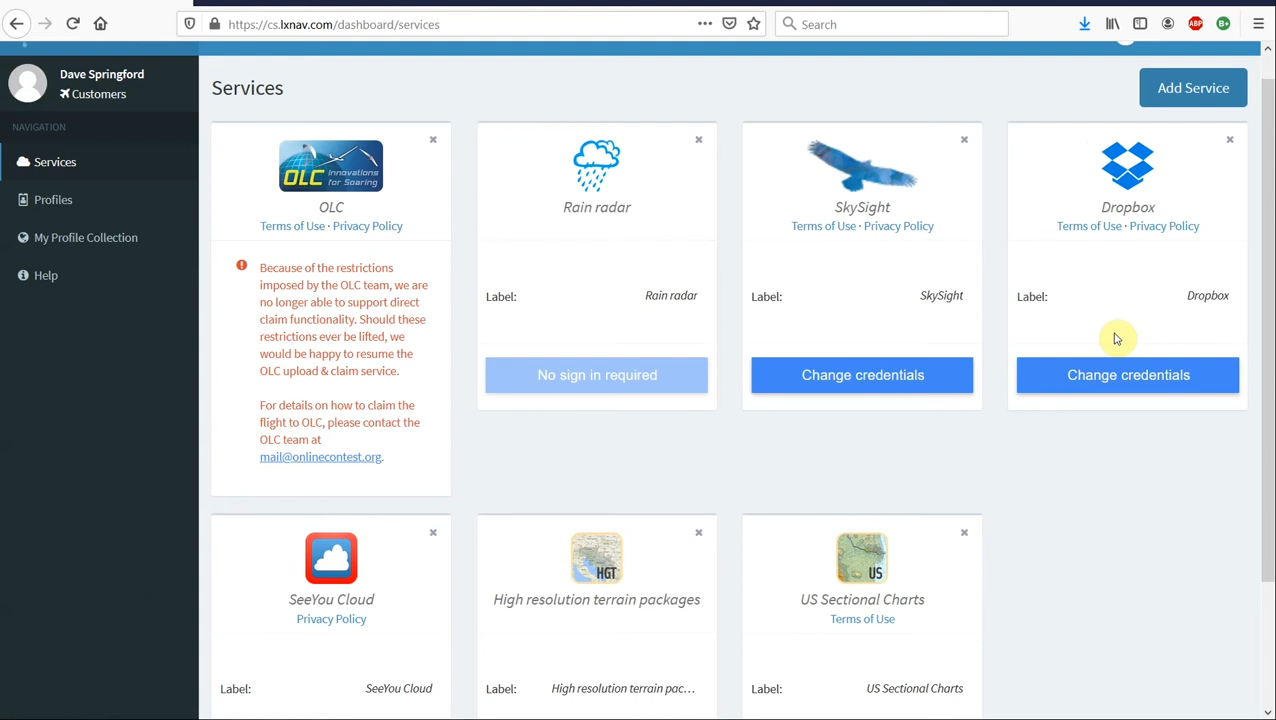 https://cs.lxnav.com/dashboard/services
Search
ABP
B+
Dave Springford
Customers
NAVIGATION
Services
Profiles
My Profile Collection
Help
Services
Add Service
OLC Innovations for Soaring
OLC
Terms of Use · Privacy Policy
Because of the restrictions
imposed by the OLC team, we are
no longer able to support direct
claim functionality. Should these
restrictions ever be lifted, we
would be happy to resume the
OLC upload & claim service.
For details on how to claim the
flight to OLC, please contact the
OLC team at
mail@onlinecontest.org.
Rain radar
Label: Rain radar
No sign in required
SkySight
Terms of Use · Privacy Policy
Label: SkySight
Change credentials
Dropbox
Terms of Use · Privacy Policy
Label: Dropbox
Change credentials
SeeYou Cloud
Privacy Policy
Label: SeeYou Cloud
HGT
High resolution terrain packages
Label: High resolution terrain pac...
US
US Sectional Charts
Terms of Use
Label: US Sectional Charts